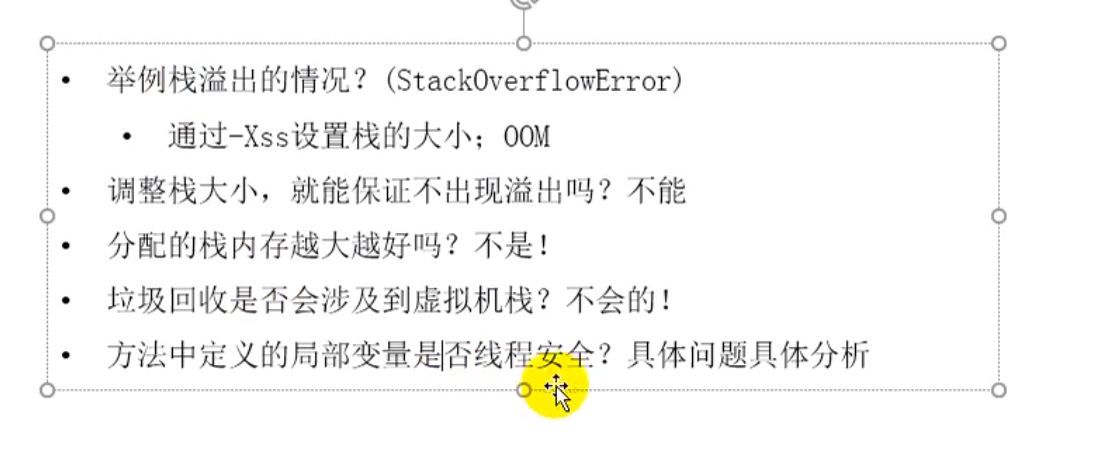 • 举例栈溢出的情况？(StackOverflowError)
• 通过-Xss设置栈的大小；OOM
• 调整栈大小，就能保证不出现溢出吗？不能
• 分配的栈内存越大越好吗？不是！
• 垃圾回收是否会涉及到虚拟机栈？不会的！
• 方法中定义的局部变量是否线程安全？具体问题具体分析